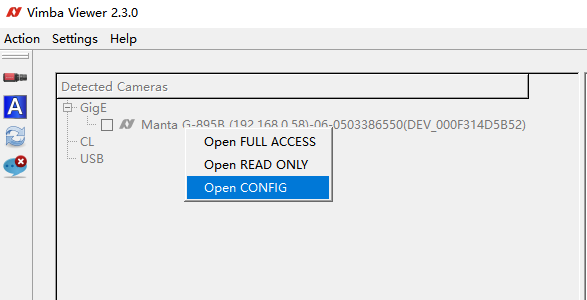 Vimba Viewer 2.3.0
Action Settings Help
Detected Cameras
GigE
Manta G-895B (192.168.0.58)-06-0503386550(DEV_000F314D5B52)
Open FULL ACCESS
CL
Open READ ONLY
USB
Open CONFIG
A